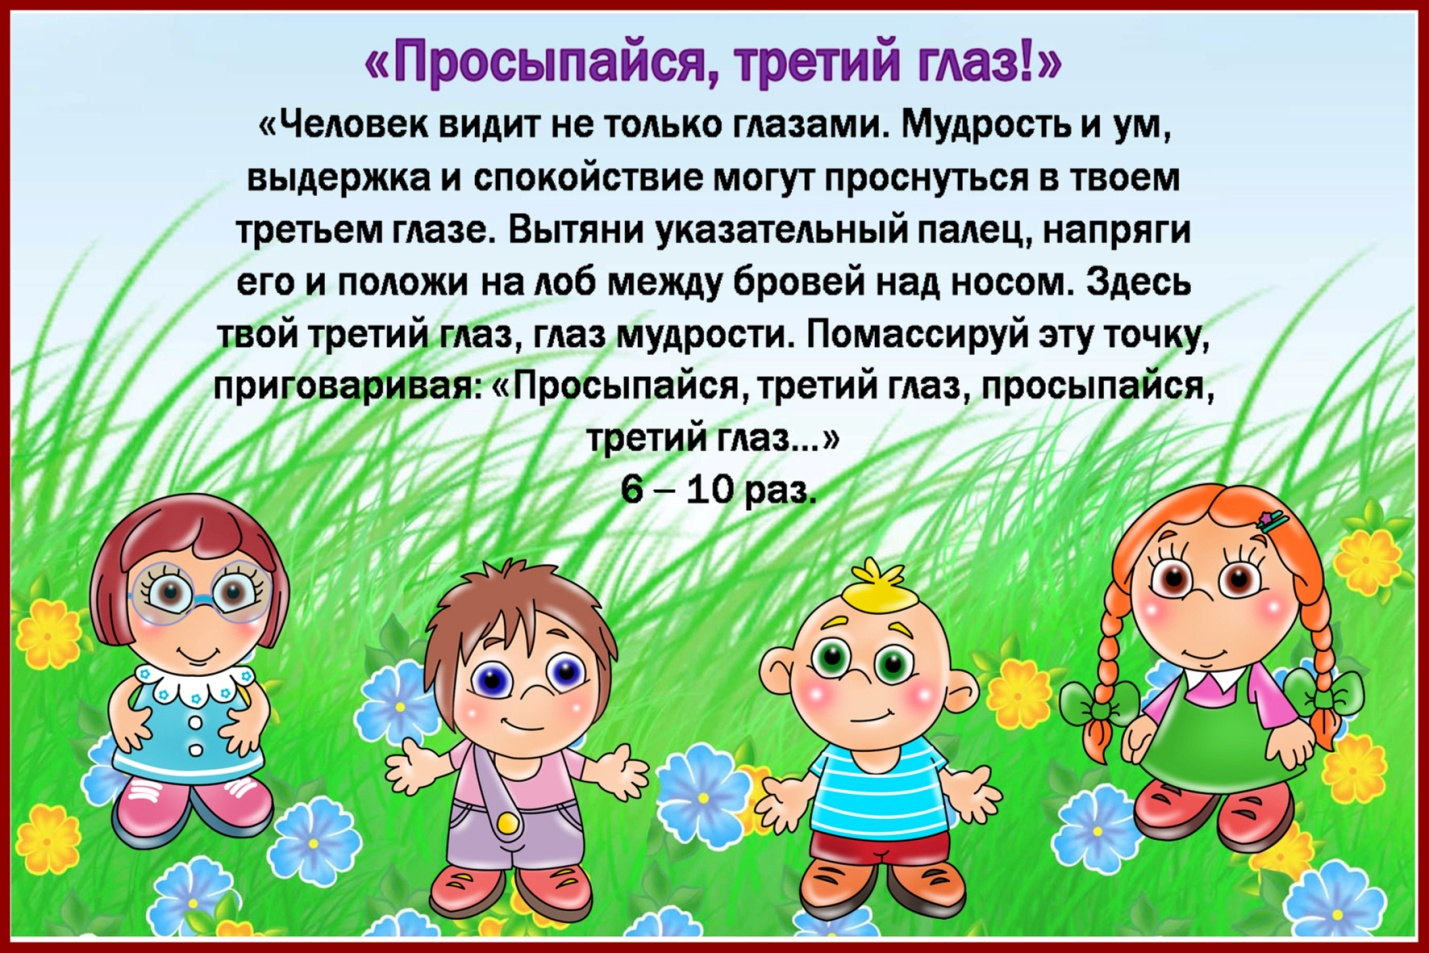 «Просыпайся, третий глаз!»
«Человек видит не только глазами. Мудрость и ум,
выдержка и спокойствие могут проснуться в твоем
третьем глазе. Вытяни указательный палец, напряги
его и положи на лоб между бровей над носом. Здесь
твой третий глаз, глаз мудрости. Помассируй эту точку,
приговаривая: «Просыпайся, третий глаз, просыпайся,
третий глаз...»
6 – 10 раз.